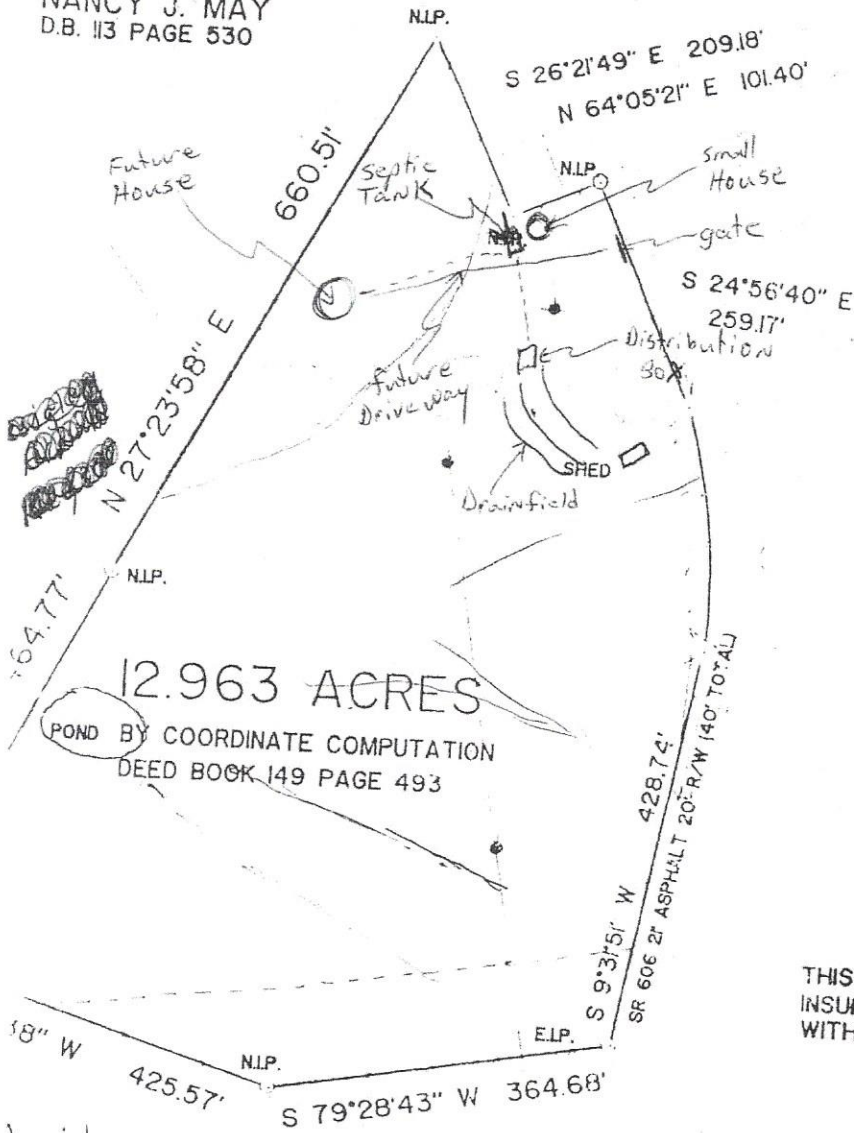 NANCY J. MAY
D.B. 113 PAGE 530
N.I.P.
S 26°21'49" E 209.18'
N 64°05'21" E 101.40'
Future
House
660.51'
Septic
Tank
N.I.P.
small
House
gate
S 24°56'40" E
259.17'
Distribution
Box
future
Driveway
N 27°23'58" E
SHED
Drainfield
N.I.P.
64.77'
12.963 ACRES
POND BY COORDINATE COMPUTATION
DEED BOOK 149 PAGE 493
428.74'
S 9°31'51" W
SR 606 21' ASPHALT 20' R/W (40' TOTAL)
THIS
INSU
WITH
38" W
425.57'
N.I.P.
E.I.P.
S 79°28'43" W 364.68'